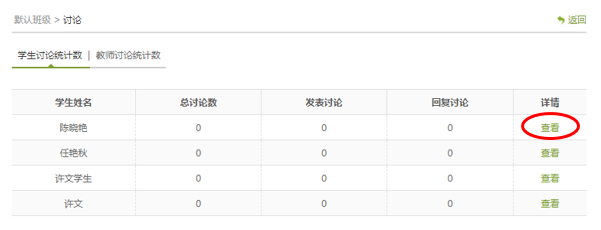 默认班级 > 讨论 返回
学生讨论统计数 | 教师讨论统计数
学生姓名 总讨论数 发表讨论 回复讨论 详情
陈晓艳 0 0 0 查看
任艳秋 0 0 0 查看
许文学生 0 0 0 查看
许文 0 0 0 查看